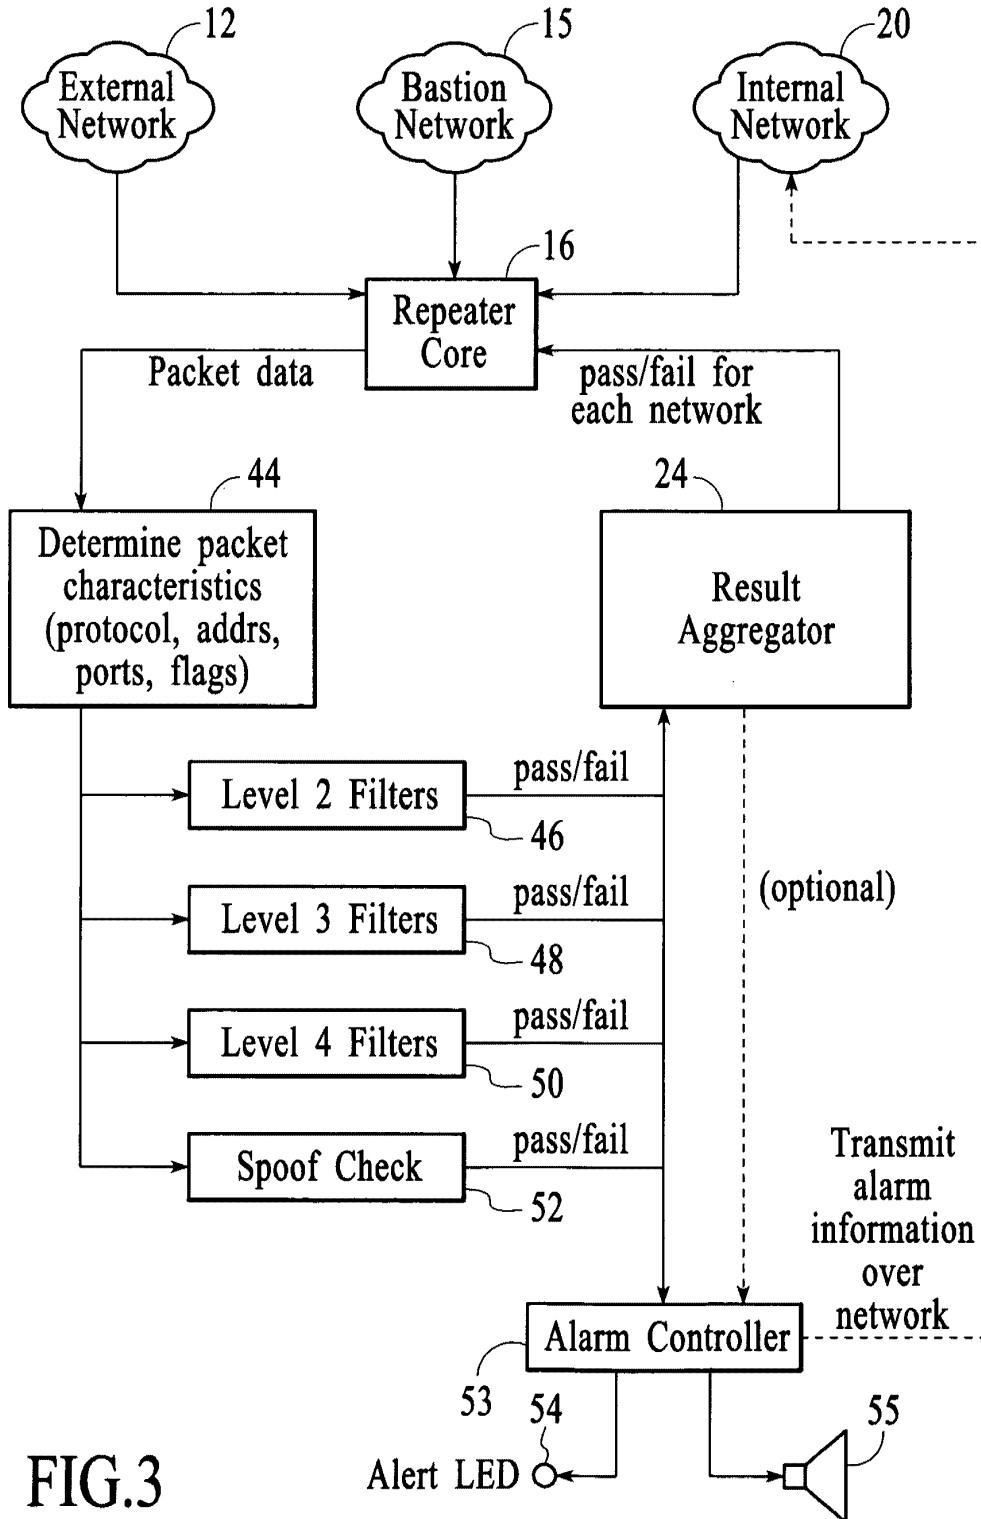 12
15
20
External
Network
Bastion
Network
Internal
Network
16
Repeater
Core
Packet data
pass/fail for
each network
44
24
Determine packet
characteristics
(protocol, addrs,
ports, flags)
Result
Aggregator
Level 2 Filters
pass/fail
46
(optional)
Level 3 Filters
pass/fail
48
Level 4 Filters
pass/fail
50
Spoof Check
pass/fail
52
Transmit
alarm
information
over
network
Alarm Controller
53
54
55
Alert LED
FIG.3